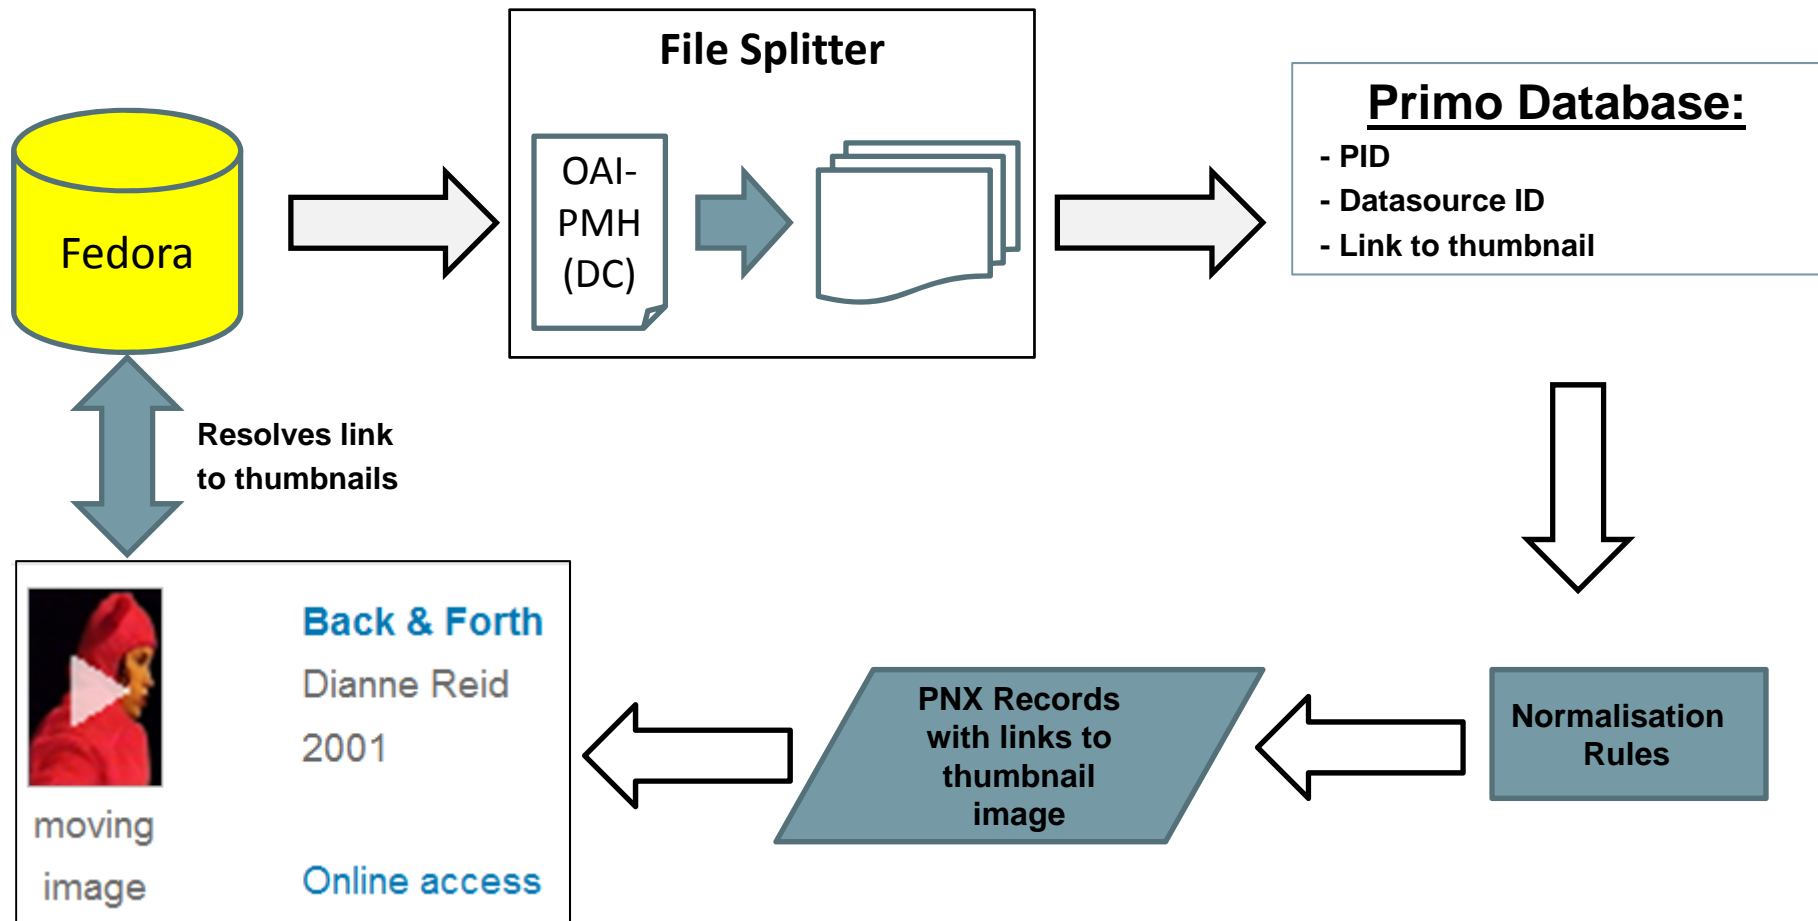 File Splitter
Fedora
OAI-
PMH
(DC)
Primo Database:
- PID
- Datasource ID
- Link to thumbnail
Resolves link
to thumbnails
Back & Forth
Dianne Reid
2001
moving
image
Online access
PNX Records
with links to
thumbnail
image
Normalisation
Rules